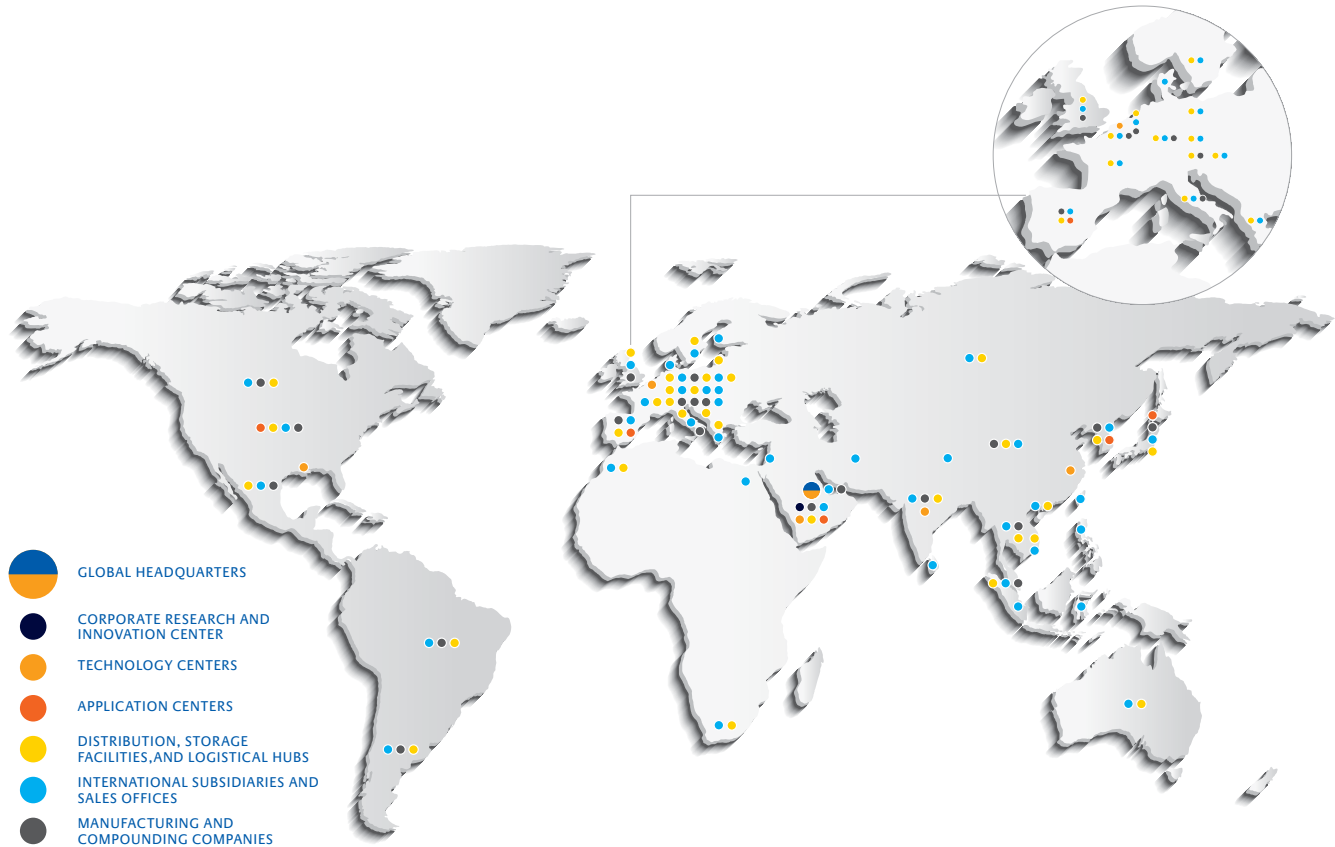 GLOBAL HEADQUARTERS
CORPORATE RESEARCH AND
INNOVATION CENTER
TECHNOLOGY CENTERS
APPLICATION CENTERS
DISTRIBUTION, STORAGE
FACILITIES,AND LOGISTICAL HUBS
INTERNATIONAL SUBSIDIARIES AND
SALES OFFICES
MANUFACTURING AND
COMPOUNDING COMPANIES